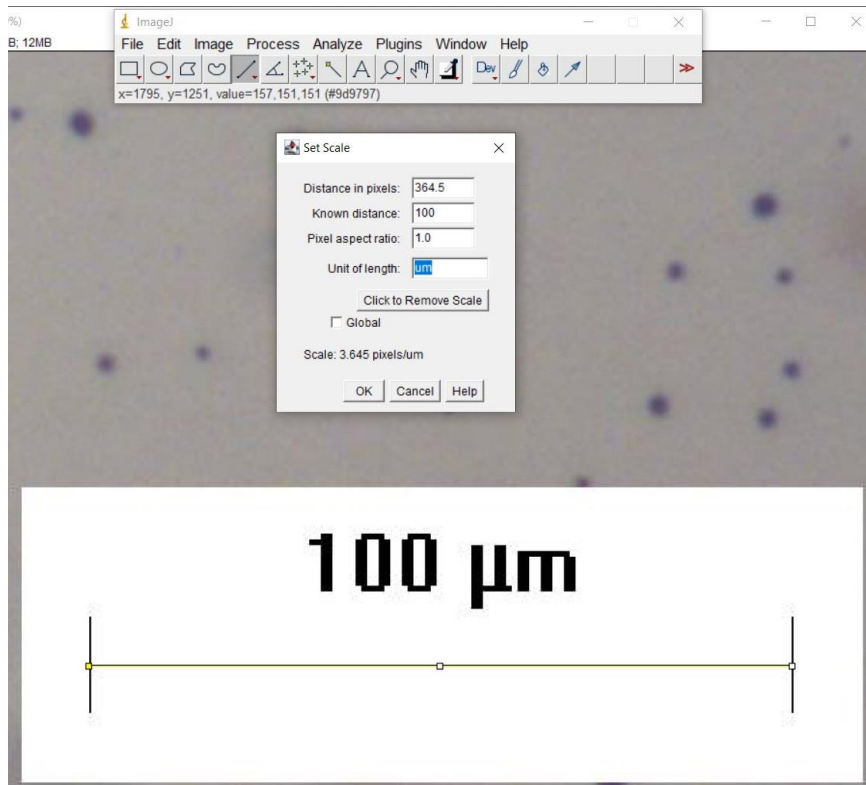 %)
B; 12MB
ImageJ
File Edit Image Process Analyze Plugins Window Help
A Dev >>
x=1795, y=1251, value=157,151,151 (#9d9797)
Set Scale
Distance in pixels: 364.5
Known distance: 100
Pixel aspect ratio: 1.0
Unit of length: um
Click to Remove Scale
Global
Scale: 3.645 pixels/um
OK Cancel Help
100 µm